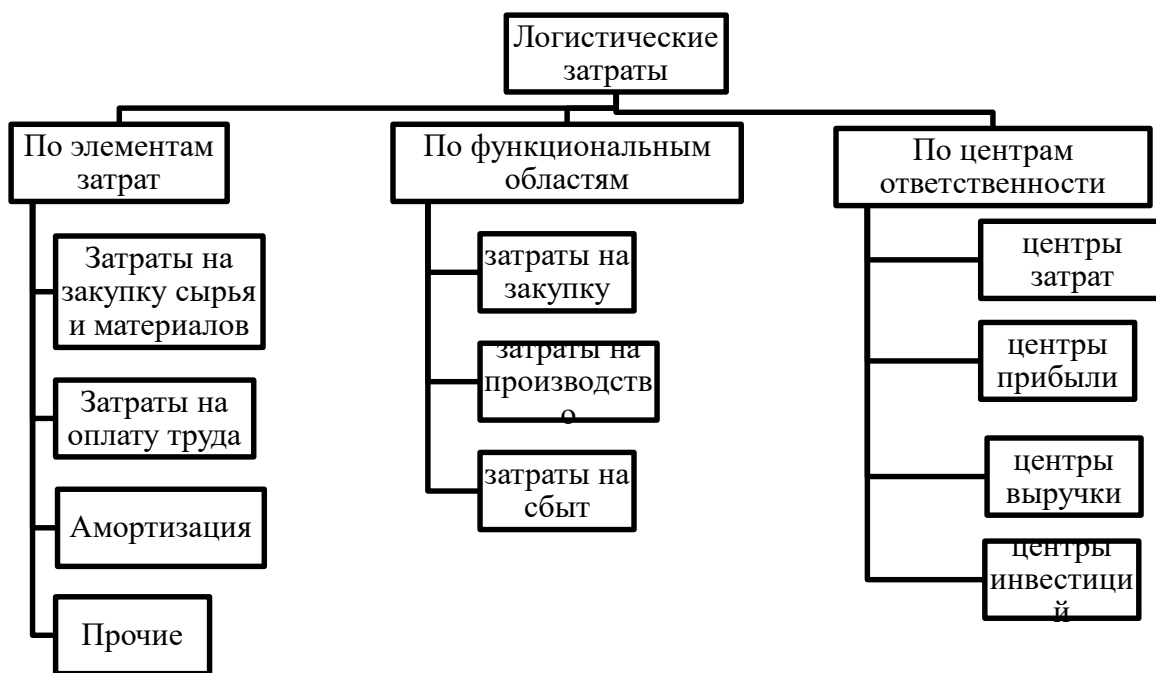 Логистические
затраты
По элементам
затрат
Затраты на
закупку сырья
и материалов
Затраты на
оплату труда
Амортизация
Прочие
По функциональным
областям
затраты на
закупку
затраты на
производств
о
затраты на
сбыт
По центрам
ответственности
центры
затрат
центры
прибыли
центры
выручки
центры
инвестици
й